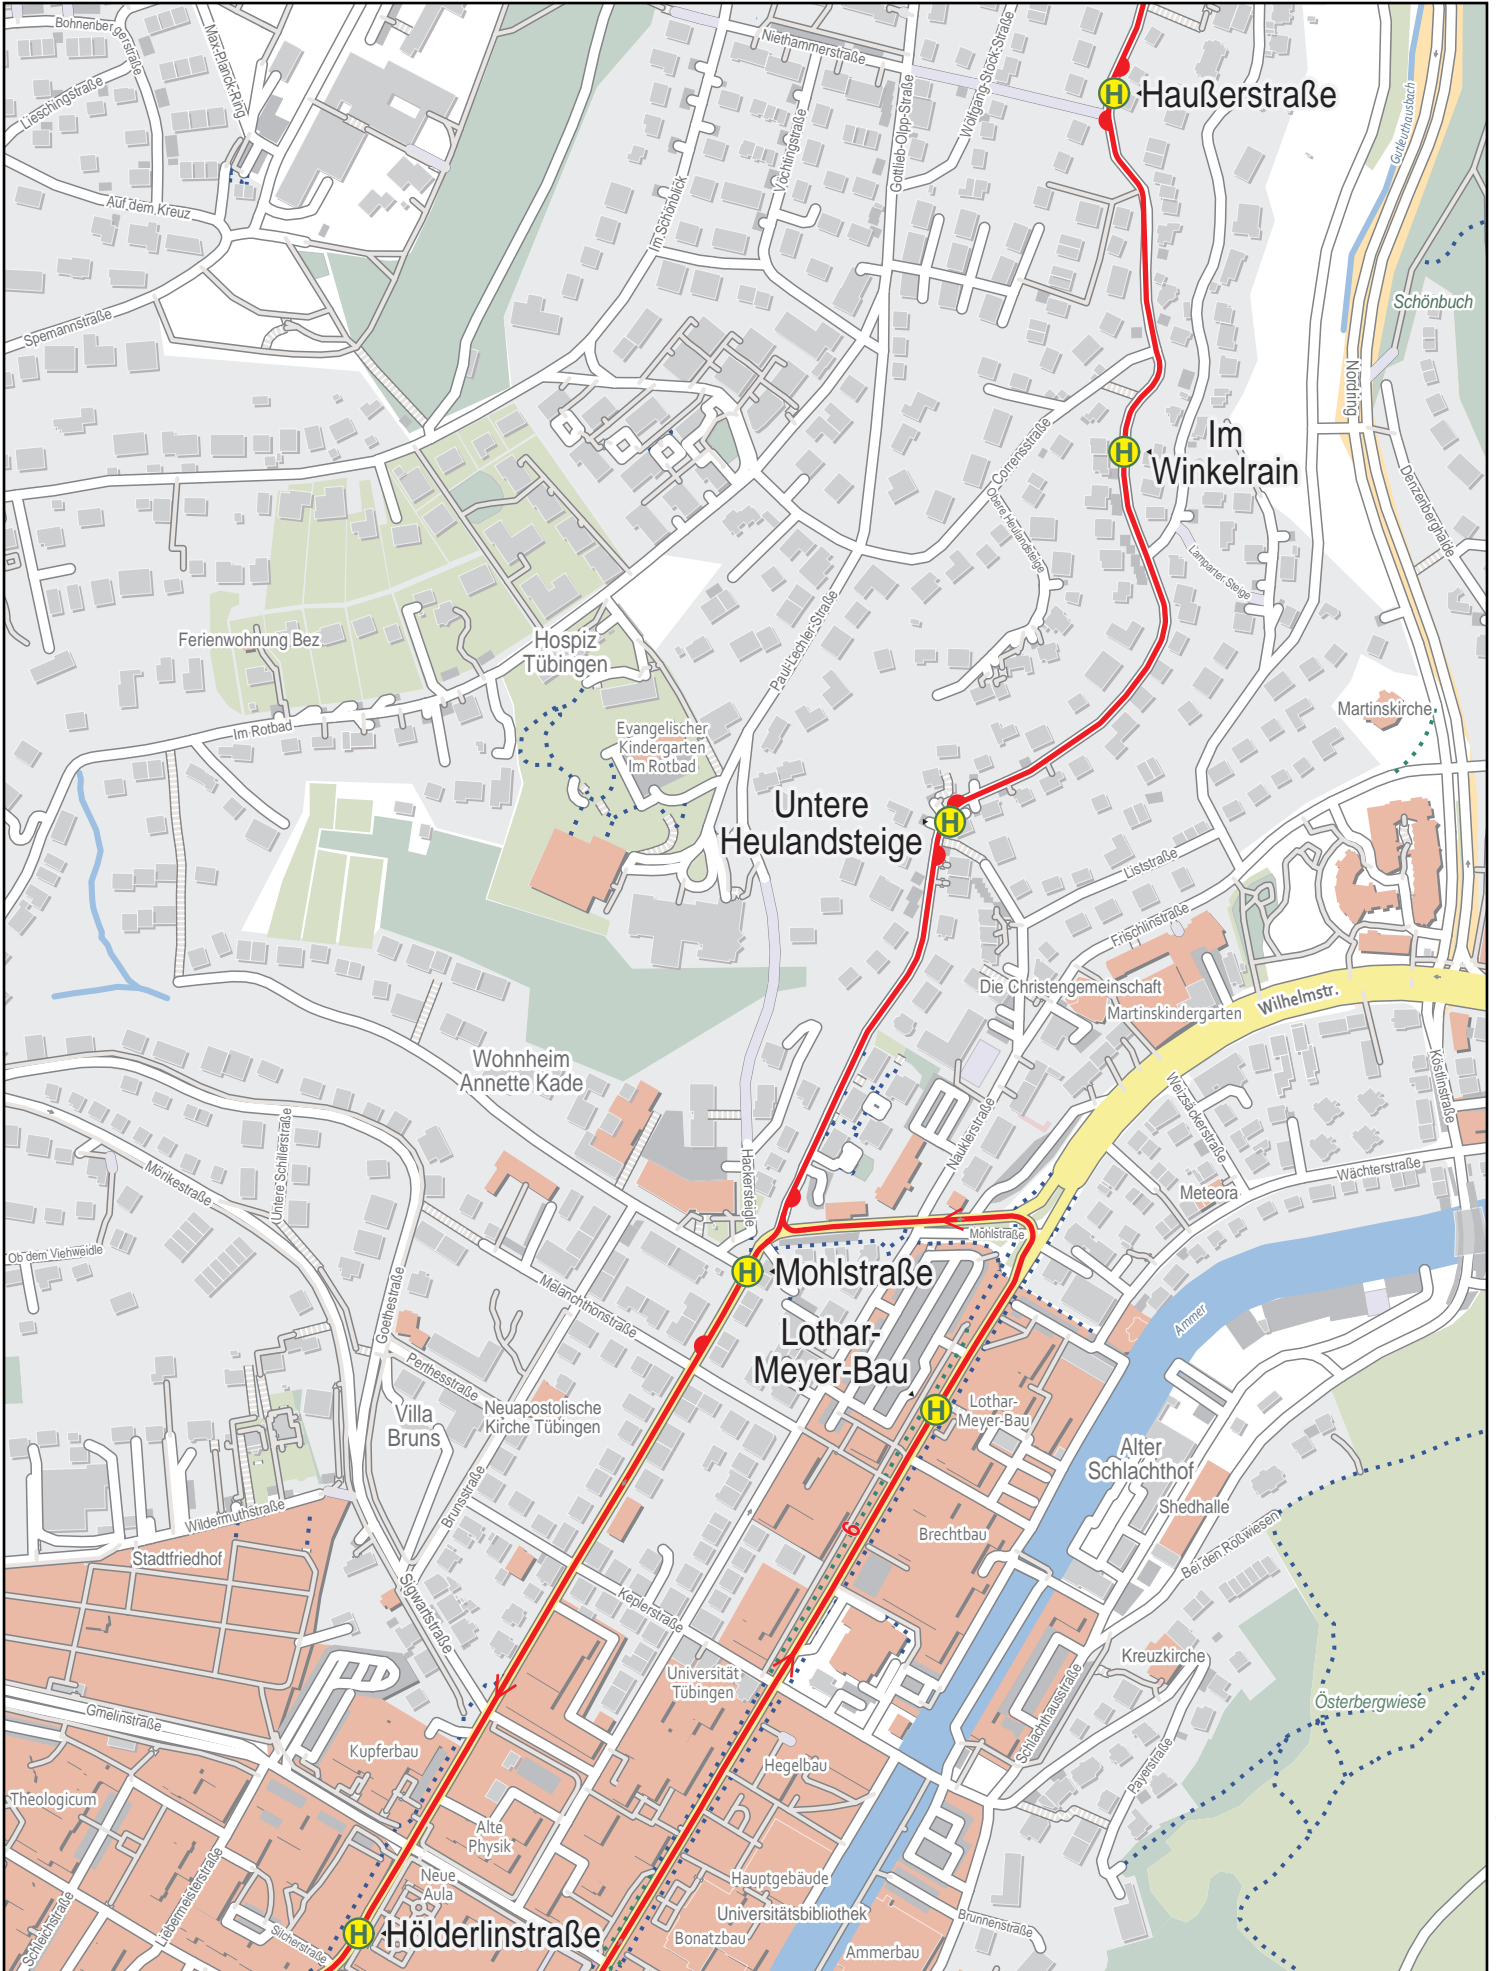 Bohnenbergerstraße
Max-Planck-Ring
Lieschingstraße
Auf dem Kreuz
Spemannstraße
Niethammerstraße
Wolfgang-Stock-Straße
Gottlieb-Olpp-Straße
Vöchtingstraße
Im Schönblick
H
Haußerstraße
Gutleuthausbach
Schönbuch
Nordring
Denzenberghalde
H
Im
Winkelrain
Corrensstraße
Obere Heulandsteige
Lamparter Steige
Ferienwohnung Bez
Hospiz
Tübingen
Paul-Lechler-Straße
Im Rotbad
Evangelischer
Kindergarten
Im Rotbad
Martinskirche
Untere
Heulandsteige
H
Liststraße
Frischlinstraße
Die Christengemeinschaft
Martinskindergarten
Wilhelmstr.
Wohnheim
Annette Kade
Köstlinstraße
Weizsäckerstraße
Wächterstraße
Meteora
Nauklerstraße
Hackersteigle
Untere Schillerstraße
Mörikestraße
Ob dem Viehweidle
Mohlstraße
H
Mohlstraße
Melanchthonstraße
Goethestraße
Perthesstraße
Ammer
Lothar-
Meyer-Bau
H
Lothar-
Meyer-Bau
Villa
Bruns
Neuapostolische
Kirche Tübingen
Alter
Schlachthof
Shedhalle
Brunsstraße
Wildermuthstraße
Stadtfriedhof
6
Brechtbau
Bei den Roßwiesen
Sigwartstraße
Keplerstraße
Kreuzkirche
Universität
Tübingen
Österbergwiese
Schlachthausstraße
Gmelinstraße
Kupferbau
Hegelbau
Payerstraße
Theologicum
Alte
Physik
Neue
Aula
Hauptgebäude
Universitätsbibliothek
Liebermeisterstraße
Schleichstraße
Silcherstraße
H
Hölderlinstraße
Bonatzbau
Ammerbau
Brunnenstraße